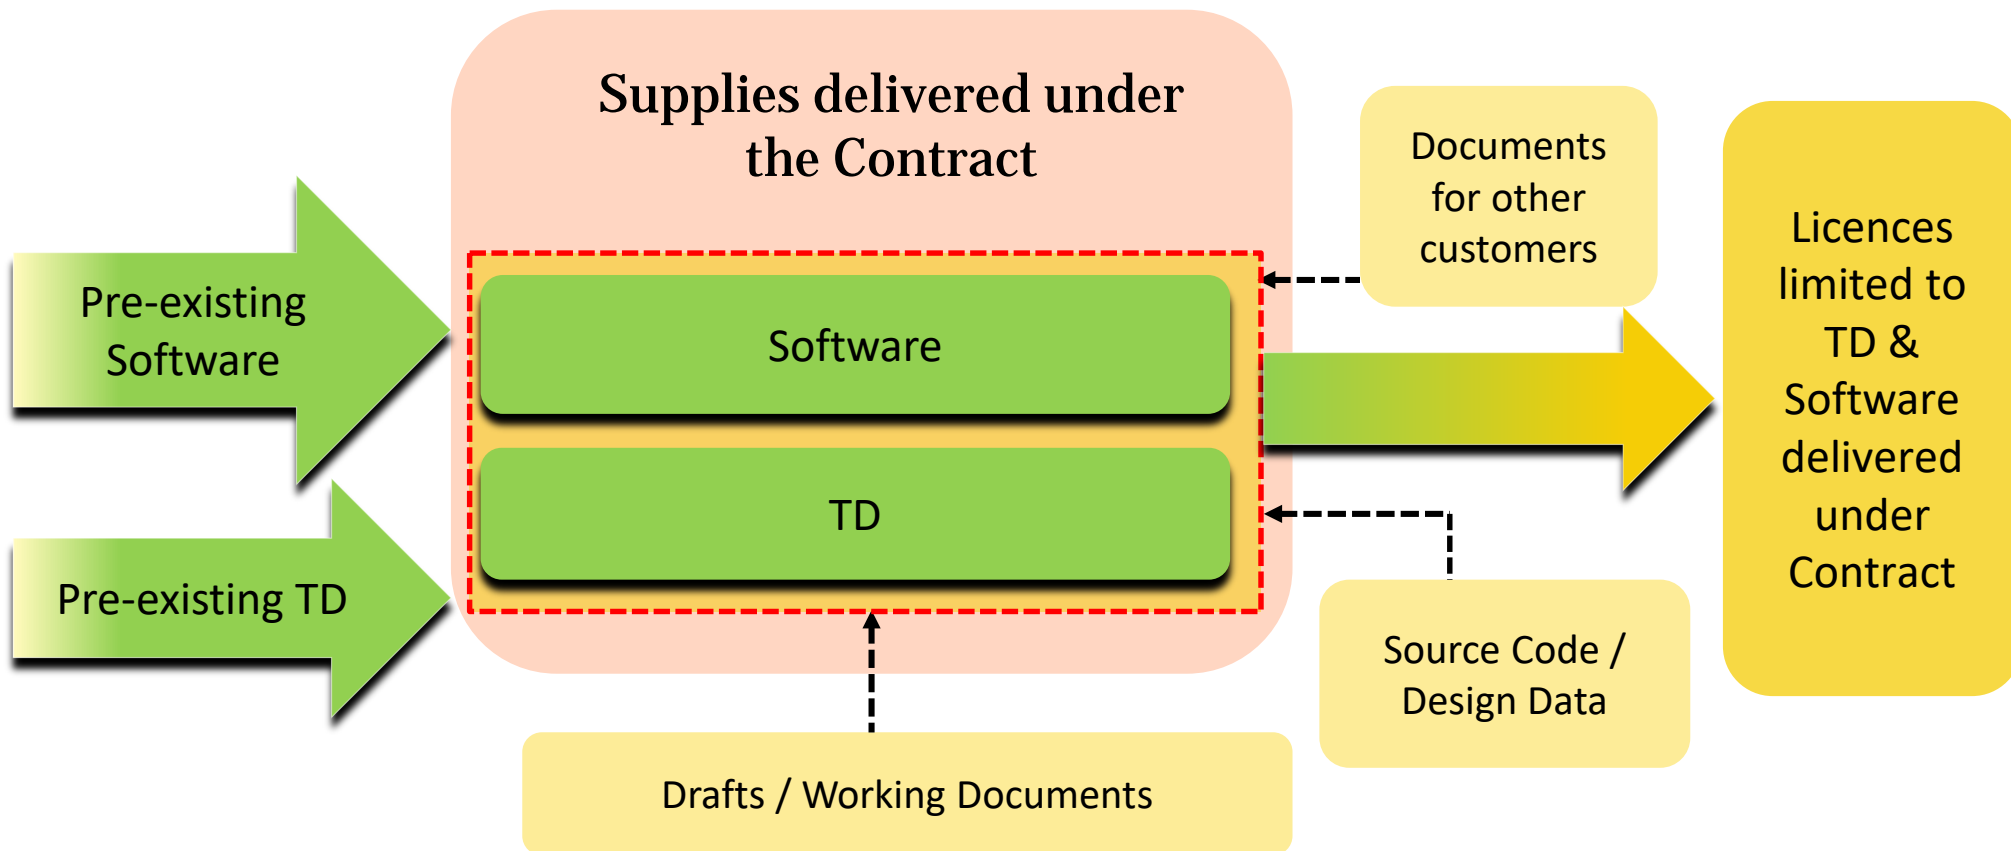 Supplies delivered under
the Contract
Pre-existing
Software
Pre-existing TD
Software
TD
Documents
for other
customers
Source Code /
Design Data
Drafts / Working Documents
Licences
limited to
TD &
Software
delivered
under
Contract